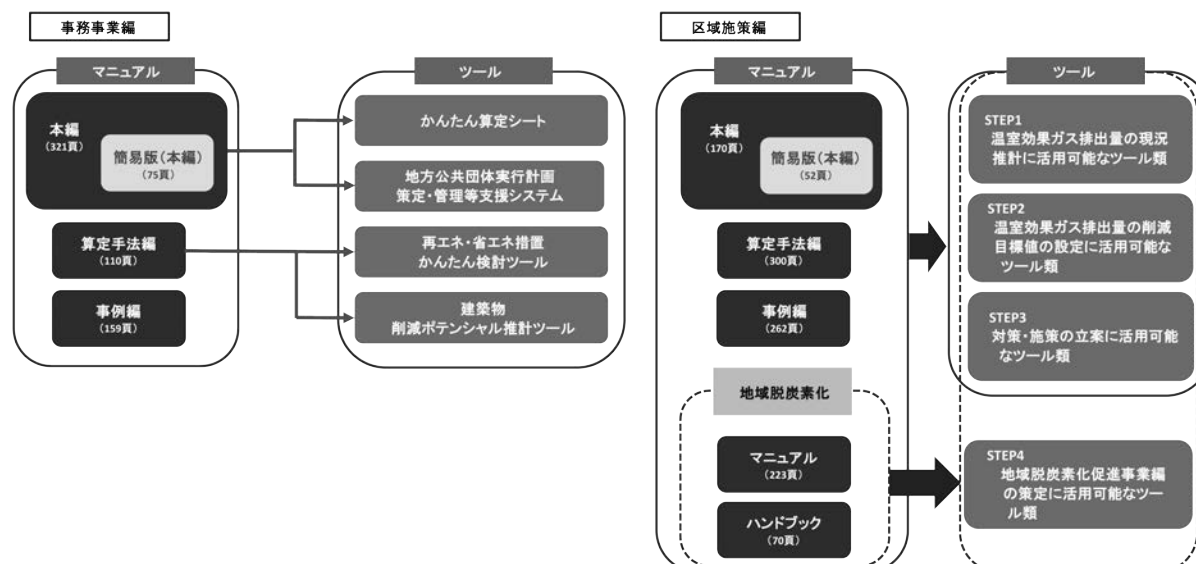 事務事業編
マニュアル
本編
(321頁)
簡易版(本編)
(75頁)
算定手法編
(110頁)
事例編
(159頁)
ツール
かんたん算定シート
地方公共団体実行計画
策定・管理等支援システム
再エネ・省エネ措置
かんたん検討ツール
建築物
削減ポテンシャル推計ツール
区域施策編
マニュアル
本編
(170頁)
簡易版(本編)
(52頁)
算定手法編
(300頁)
事例編
(262頁)
地域脱炭素化
マニュアル
(223頁)
ハンドブック
(70頁)
ツール
STEP1
温室効果ガス排出量の現況
推計に活用可能なツール類
STEP2
温室効果ガス排出量の削減
目標値の設定に活用可能な
ツール類
STEP3
対策・施策の立案に活用可能
なツール類
STEP4
地域脱炭素化促進事業編
の策定に活用可能なツー
ル類